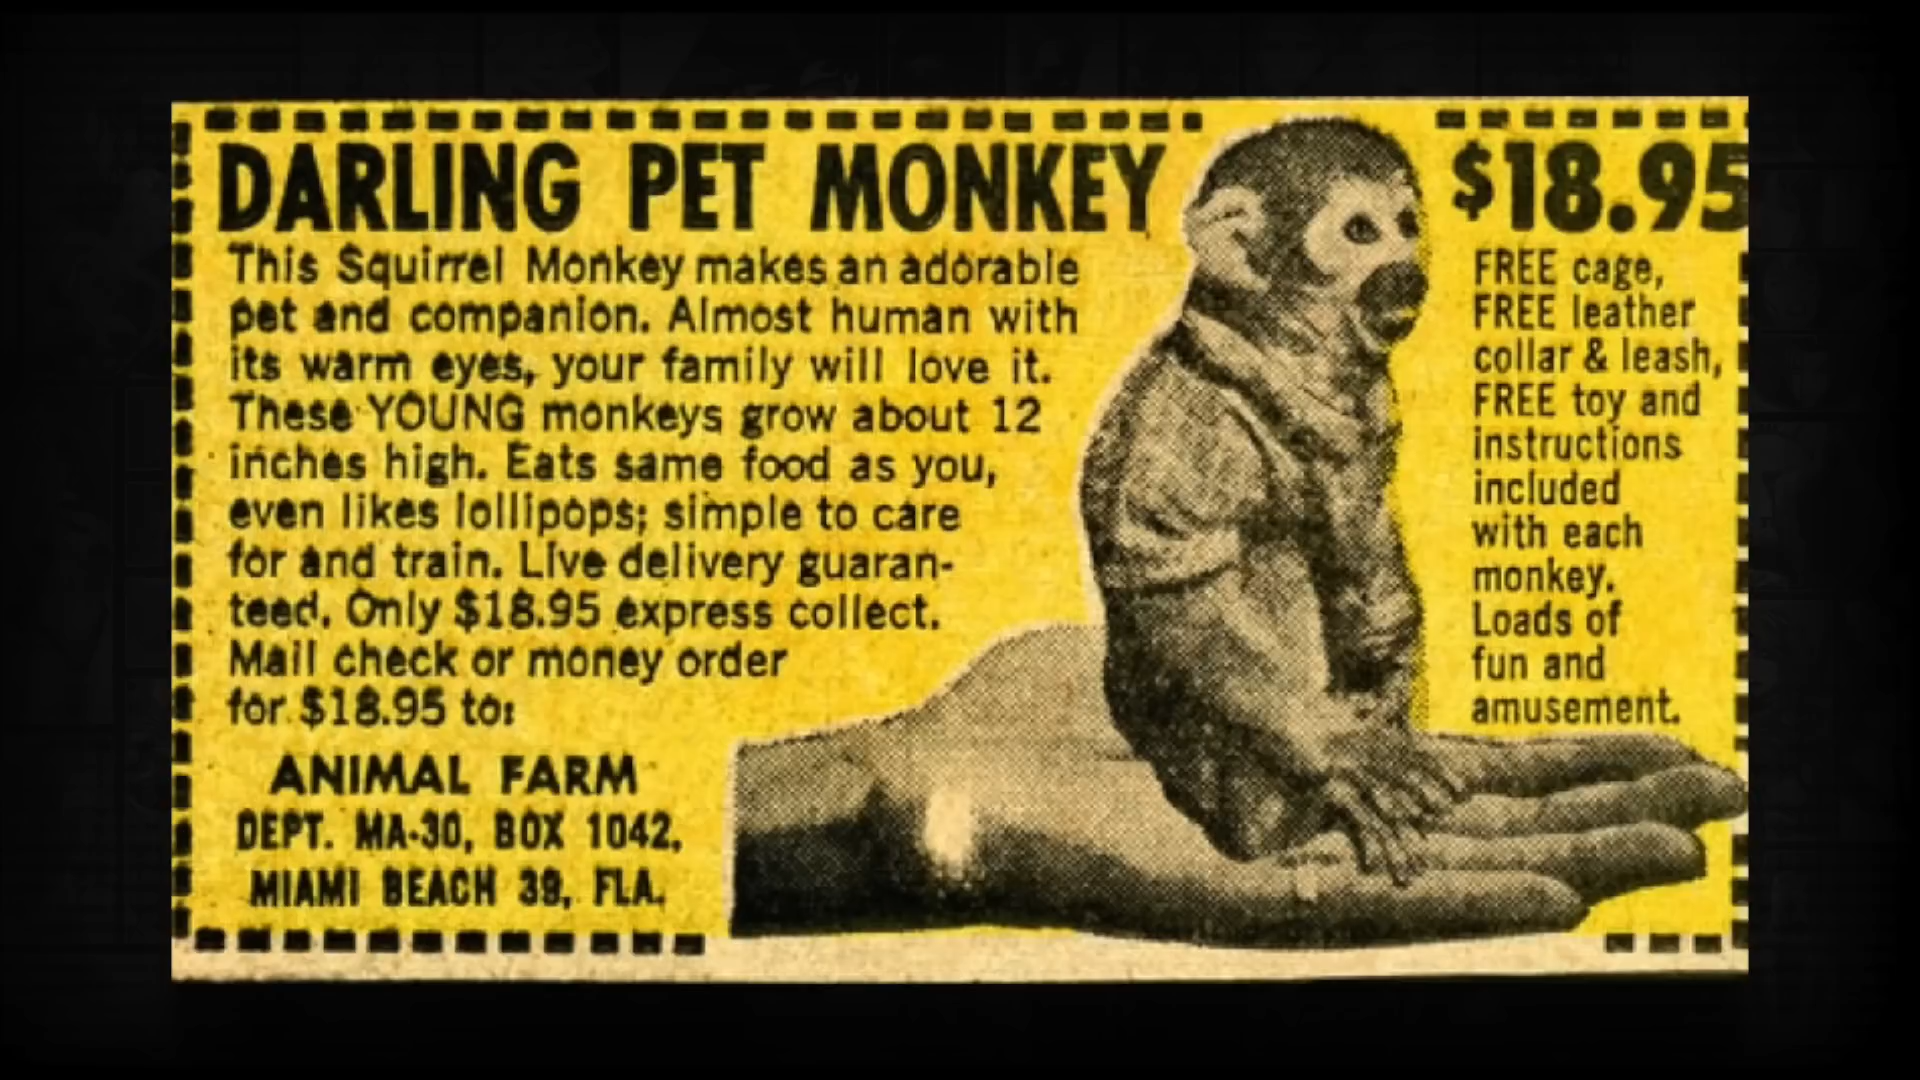 DARLING PET MONKEY
This Squirrel Monkey makes an adorable
pet and companion. Almost human with
its warm eyes, your family will love it.
These YOUNG monkeys grow about 12
inches high. Eats same food as you,
even likes lollipops; simple to care
for and train. Live delivery guaran-
teed. Only $18.95 express collect.
Mail check or money order
for $18.95 to:
ANIMAL FARM
DEPT. MA-30, BOX 1042,
MIAMI BEACH 39, FLA.
$18.95
FREE cage,
FREE leather
collar & leash,
FREE toy and
instructions
included
with each
monkey.
Loads of
fun and
amusement.